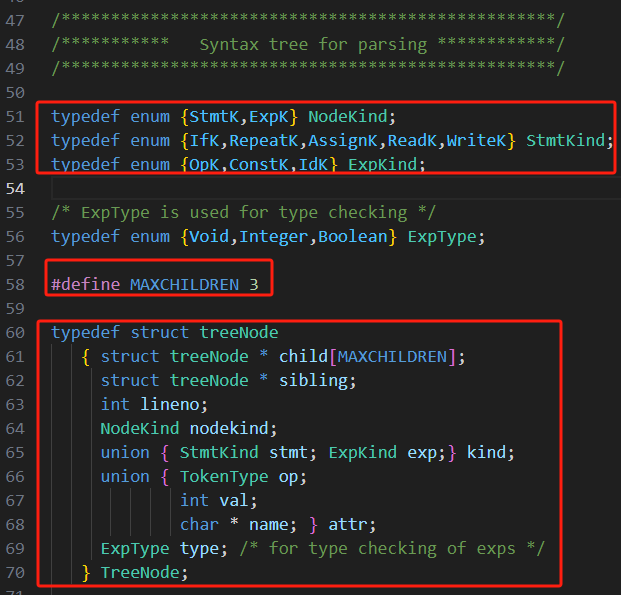 47 /**************************************************/
48 /*********** Syntax tree for parsing ************/
49 /**************************************************/
50
51 typedef enum {StmtK,ExpK} NodeKind;
52 typedef enum {IfK,RepeatK,AssignK,ReadK,WriteK} StmtKind;
53 typedef enum {OpK,ConstK,IdK} ExpKind;
54
55 /* ExpType is used for type checking */
56 typedef enum {Void,Integer,Boolean} ExpType;
57
58 #define MAXCHILDREN 3
59
60 typedef struct treeNode
61 { struct treeNode * child[MAXCHILDREN];
62 struct treeNode * sibling;
63 int lineno;
64 NodeKind nodekind;
65 union { StmtKind stmt; ExpKind exp;} kind;
66 union { TokenType op;
67 int val;
68 char * name; } attr;
69 ExpType type; /* for type checking of exps */
70 } TreeNode;